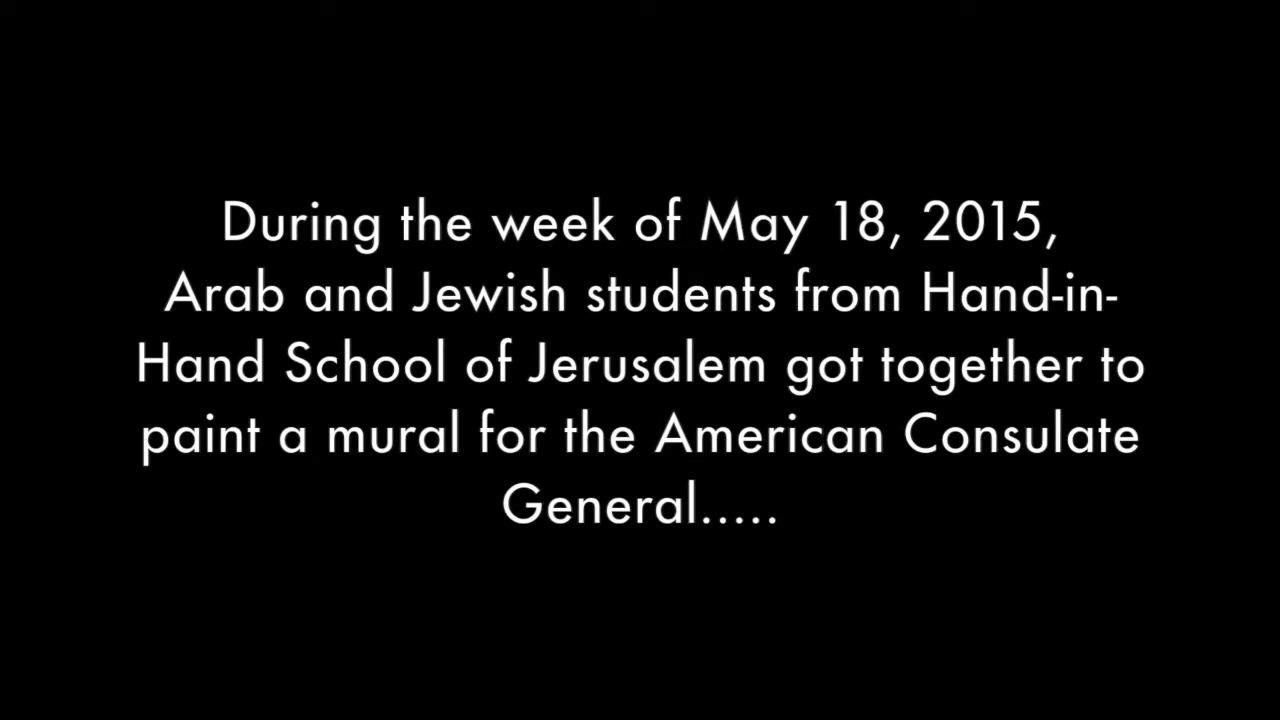 During the week of May 18, 2015,
Arab and Jewish students from Hand-in-
Hand School of Jerusalem got together to
paint a mural for the American Consulate
General.....